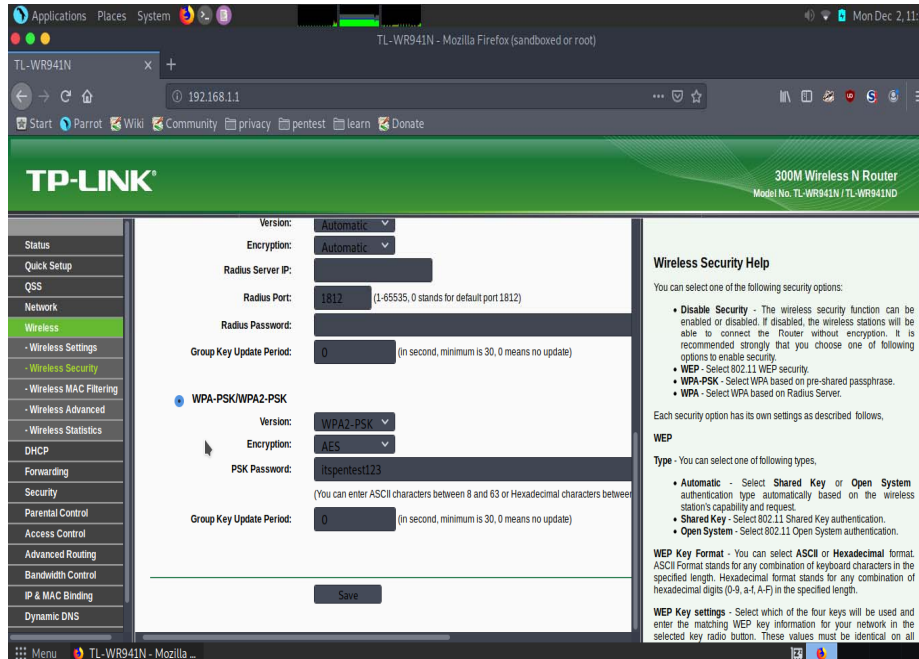 Applications Places System
Mon Dec 2, 11:
TL-WR941N - Mozilla Firefox (sandboxed or root)
TL-WR941N
192.168.1.1
Start Parrot Wiki Community privacy pentest learn Donate
TP-LINK®
300M Wireless N Router
Model No. TL-WR941N / TL-WR941ND
Status
Quick Setup
QSS
Network
Wireless
- Wireless Settings
- Wireless Security
- Wireless MAC Filtering
- Wireless Advanced
- Wireless Statistics
DHCP
Forwarding
Security
Parental Control
Access Control
Advanced Routing
Bandwidth Control
IP & MAC Binding
Dynamic DNS
Version: Automatic
Encryption: Automatic
Radius Server IP:
Radius Port: 1812 (1-65535, 0 stands for default port 1812)
Radius Password:
Group Key Update Period: 0 (in second, minimum is 30, 0 means no update)
WPA-PSK/WPA2-PSK
Version: WPA2-PSK
Encryption: AES
PSK Password: itspentest123
(You can enter ASCII characters between 8 and 63 or Hexadecimal characters between
Group Key Update Period: 0 (in second, minimum is 30, 0 means no update)
Save
Wireless Security Help
You can select one of the following security options:
• Disable Security - The wireless security function can be
enabled or disabled. If disabled, the wireless stations will be
able to connect the Router without encryption. It is
recommended strongly that you choose one of following
options to enable security.
• WEP - Select 802.11 WEP security.
• WPA-PSK - Select WPA based on pre-shared passphrase.
• WPA - Select WPA based on Radius Server.
Each security option has its own settings as described follows,
WEP
Type - You can select one of following types,
• Automatic - Select Shared Key or Open System
authentication type automatically based on the wireless
station's capability and request.
• Shared Key - Select 802.11 Shared Key authentication.
• Open System - Select 802.11 Open System authentication.
WEP Key Format - You can select ASCII or Hexadecimal format.
ASCII Format stands for any combination of keyboard characters in the
specified length. Hexadecimal format stands for any combination of
hexadecimal digits (0-9, a-f, A-F) in the specified length.
WEP Key settings - Select which of the four keys will be used and
enter the matching WEP key information for your network in the
selected key radio button. These values must be identical on all
Menu TL-WR941N - Mozilla ...